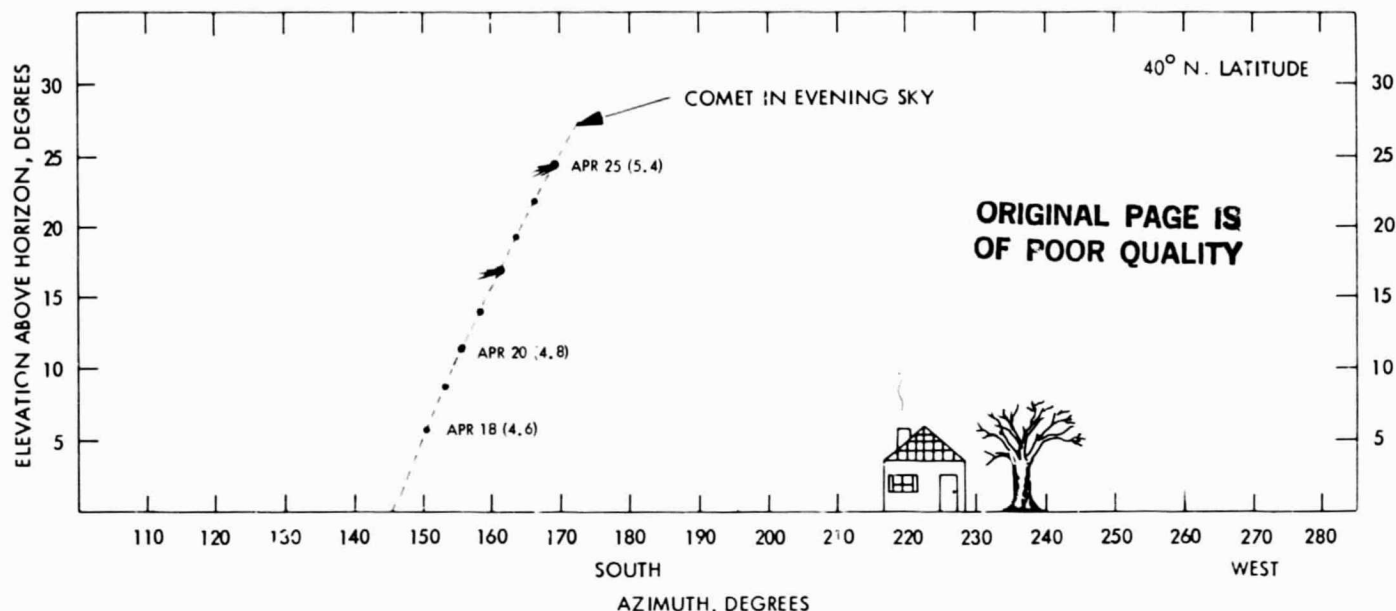 40° N. LATITUDE
ELEVATION ABOVE HORIZON, DEGREES
30
25
20
15
10
5
COMET IN EVENING SKY
APR 25 (5.4)
APR 20 (4.8)
APR 18 (4.6)
ORIGINAL PAGE IS
OF POOR QUALITY
30
25
20
15
10
5
110 120 130 140 150 160 170 180 190 200 210 220 230 240 250 260 270 280
SOUTH WEST
AZIMUTH, DEGREES